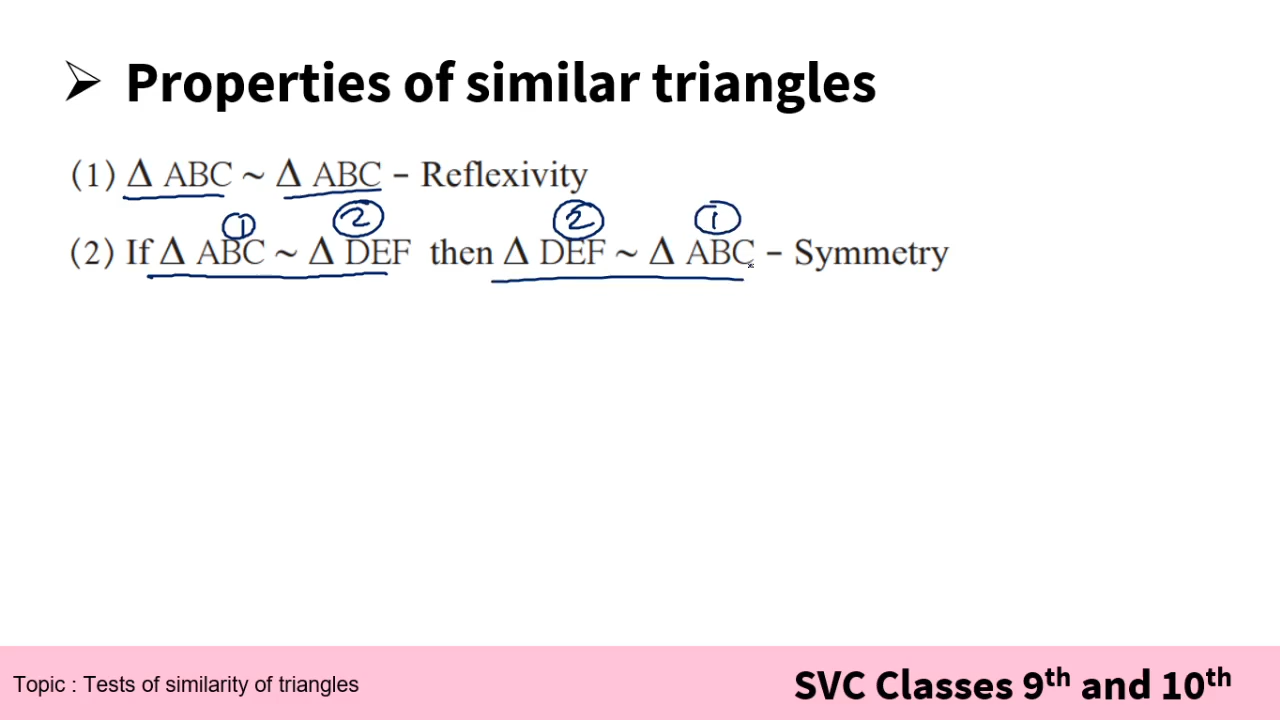 ➢ Properties of similar triangles
(1) Δ ABC ~ Δ ABC – Reflexivity
① ② ② ①
(2) If Δ ABC ~ Δ DEF then Δ DEF ~ Δ ABC – Symmetry
Topic : Tests of similarity of triangles
SVC Classes 9th and 10th